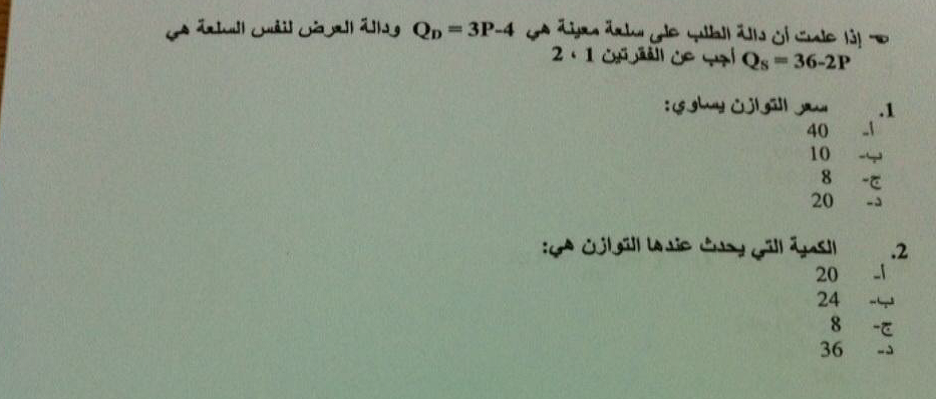 ☜ إذا علمت أن دالة الطلب على سلعة معينة هي Q_D = 3P-4 ودالة العرض لنفس السلعة هي
Q_S = 36-2P أجب عن الفقرتين 1 ، 2
1. سعر التوازن يساوي:
أ- 40
ب- 10
ج- 8
د- 20
2. الكمية التي يحدث عندها التوازن هي:
أ- 20
ب- 24
ج- 8
د- 36